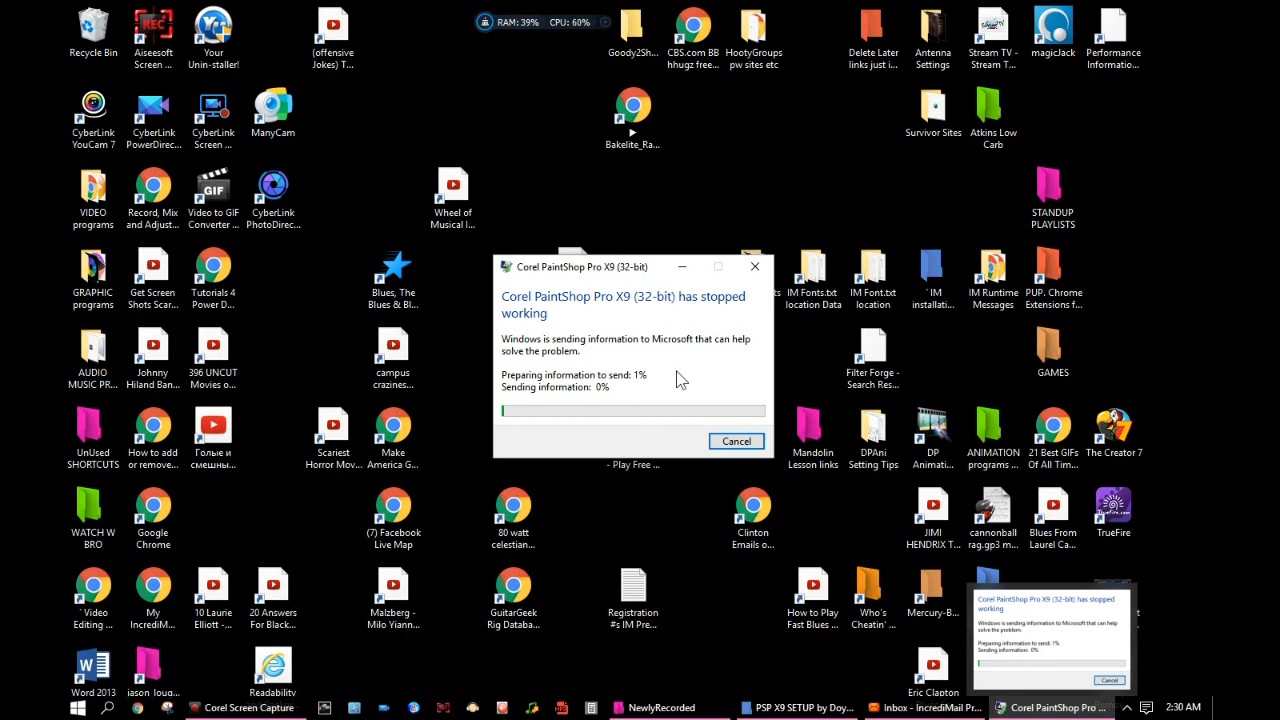 RAM: 39% CPU: 60%
Recycle Bin
Aiseesoft
Screen ...
Your
Unin-staller!
(offensive
Jokes) T...
Goody2Sh...
CBS.com BB
hhugz free...
HootyGroups
pw sites etc
Delete Later
links just i...
Antenna
Settings
Stream TV -
Stream T...
magicJack
Performance
Informatio...
CyberLink
YouCam 7
CyberLink
PowerDirec...
CyberLink
Screen ...
ManyCam
►
Bakelite_Ra...
Survivor Sites
Atkins Low
Carb
VIDEO
programs
Record, Mix
and Adjust...
GIF
Video to GIF
Converter ...
CyberLink
PhotoDirec...
Wheel of
Musical I...
STANDUP
PLAYLISTS
GRAPHIC
programs
Get Screen
Shots Scar...
Tutorials 4
Power D...
Blues, The
Blues & Bl...
IM Fonts.txt
location Data
IM Font.txt
location
` IM
installati...
IM Runtime
Messages
PUP. Chrome
Extensions f...
Corel PaintShop Pro X9 (32-bit)
Corel PaintShop Pro X9 (32-bit) has stopped
working
Windows is sending information to Microsoft that can help
solve the problem.
Preparing information to send: 1%
Sending information: 0%
Cancel
AUDIO
MUSIC PR...
Johnny
Hiland Ban...
396 UNCUT
Movies o...
campus
crazines...
Filter Forge -
Search Res...
GAMES
UnUsed
SHORTCUTS
How to add
or remove...
Голые и
смешны...
Scariest
Horror Mov...
Make
America G...
- Play Free ...
Mandolin
Lesson links
DPAni
Setting Tips
DP
Animati...
ANIMATION
programs ...
21 Best GIFs
Of All Tim...
The Creator 7
WATCH W
BRO
Google
Chrome
(7) Facebook
Live Map
80 watt
celestian...
Clinton
Emails o...
JIMI
HENDRIX T...
cannonball
rag.gp3 m...
Blues From
Laurel Ca...
TrueFire
` Video
Editing ...
My
IncrediM...
10 Laurie
Elliott -...
20 Answers
For Black...
Malzberg -
Milo Yiann...
GuitarGeek
Rig Databa...
Registration
#s IM Pre...
How to Play
Fast Blues ...
Who's
Cheatin' ...
Mercury-B...
Corel PaintShop Pro X9 (32-bit) has stopped
working
Windows is sending information to Microsoft that can help
solve the problem.
Preparing information to send: 1%
Sending information: 0%
Cancel
Word 2013
Readability
Eric Clapton
Corel Screen Capture
NewlyRecorded
PSP X9 SETUP by Doy...
Inbox - IncrediMail Pr...
Corel PaintShop Pro ...
2:30 AM